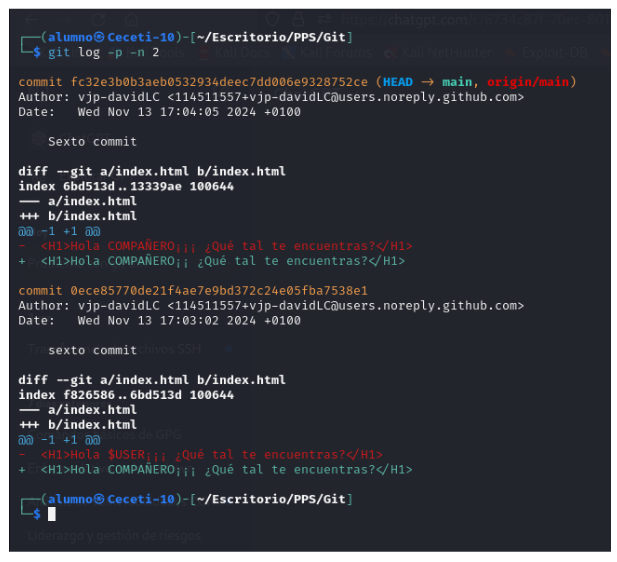 ┌──(alumno㉿Ceceti-10)-[~/Escritorio/PPS/Git]
└─$ git log -p -n 2
commit fc32e3b0b3aeb0532934deec7dd006e9328752ce (HEAD -> main, origin/main)
Author: vjp-davidLC <114511557+vjp-davidLC@users.noreply.github.com>
Date:   Wed Nov 13 17:04:05 2024 +0100
    Sexto commit
diff --git a/index.html b/index.html
index 6bd513d..13339ae 100644
--- a/index.html
+++ b/index.html
@@ -1 +1 @@
-  <H1>Hola COMPAÑERO¡¡¡ ¿Qué tal te encuentras?</H1>
+  <H1>Hola COMPAÑERO¡¡ ¿Qué tal te encuentras?</H1>
commit 0ece85770de21f4ae7e9bd372c24e05fba7538e1
Author: vjp-davidLC <114511557+vjp-davidLC@users.noreply.github.com>
Date:   Wed Nov 13 17:03:02 2024 +0100
    sexto commit
diff --git a/index.html b/index.html
index f826586..6bd513d 100644
--- a/index.html
+++ b/index.html
@@ -1 +1 @@
-  <H1>Hola $USER¡¡¡ ¿Qué tal te encuentras?</H1>
+  <H1>Hola COMPAÑERO¡¡¡ ¿Qué tal te encuentras?</H1>
┌──(alumno㉿Ceceti-10)-[~/Escritorio/PPS/Git]
└─$
Liderazgo y gestión de riesgos